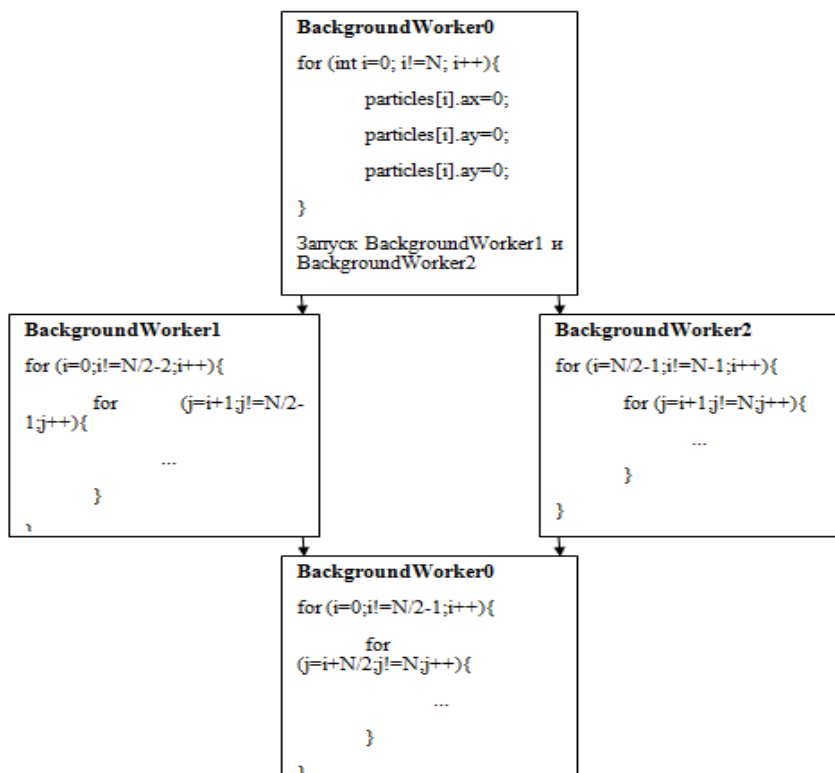 BackgroundWorker0
for (int i=0; i!=N; i++){
particles[i].ax=0;
particles[i].ay=0;
particles[i].ay=0;
}
Запуск BackgroundWorker1 и
BackgroundWorker2
BackgroundWorker1
for (i=0;i!=N/2-2;i++){
for (j=i+1;j!=N/2-
1;j++){
...
}
}
BackgroundWorker2
for (i=N/2-1;i!=N-1;i++){
for (j=i+1;j!=N;j++){
...
}
}
BackgroundWorker0
for (i=0;i!=N/2-1;i++){
for
(j=i+N/2;j!=N;j++){
...
}
}